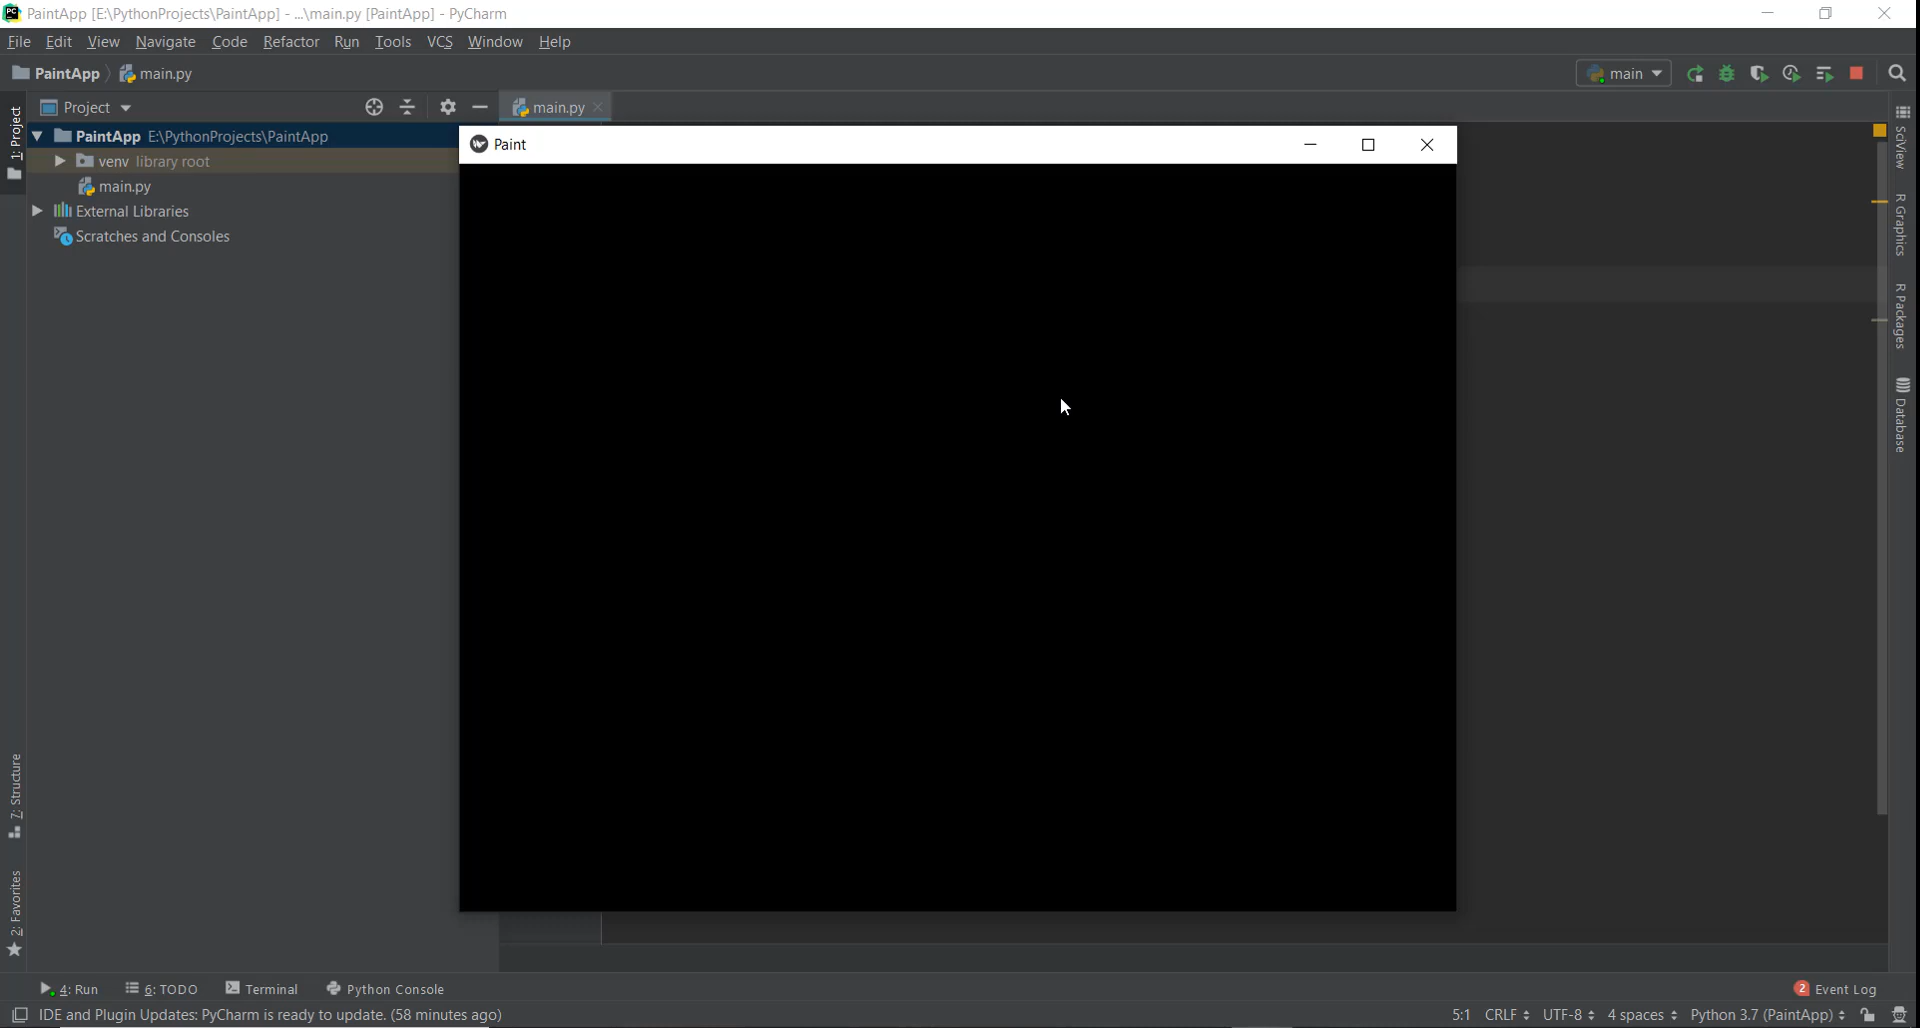 PC PaintApp [E:\PythonProjects\PaintApp] - ...\main.py [PaintApp] - PyCharm
File Edit View Navigate Code Refactor Run Tools VCS Window Help
PaintApp main.py main
Project main.py
PaintApp E:\PythonProjects\PaintApp
venv library root
main.py
External Libraries
Scratches and Consoles
Paint
1: Project
7: Structure
2: Favorites
SciView
R Graphics
R Packages
Database
4: Run 6: TODO Terminal Python Console 2 Event Log
IDE and Plugin Updates: PyCharm is ready to update. (58 minutes ago) 5:1 CRLF UTF-8 4 spaces Python 3.7 (PaintApp)